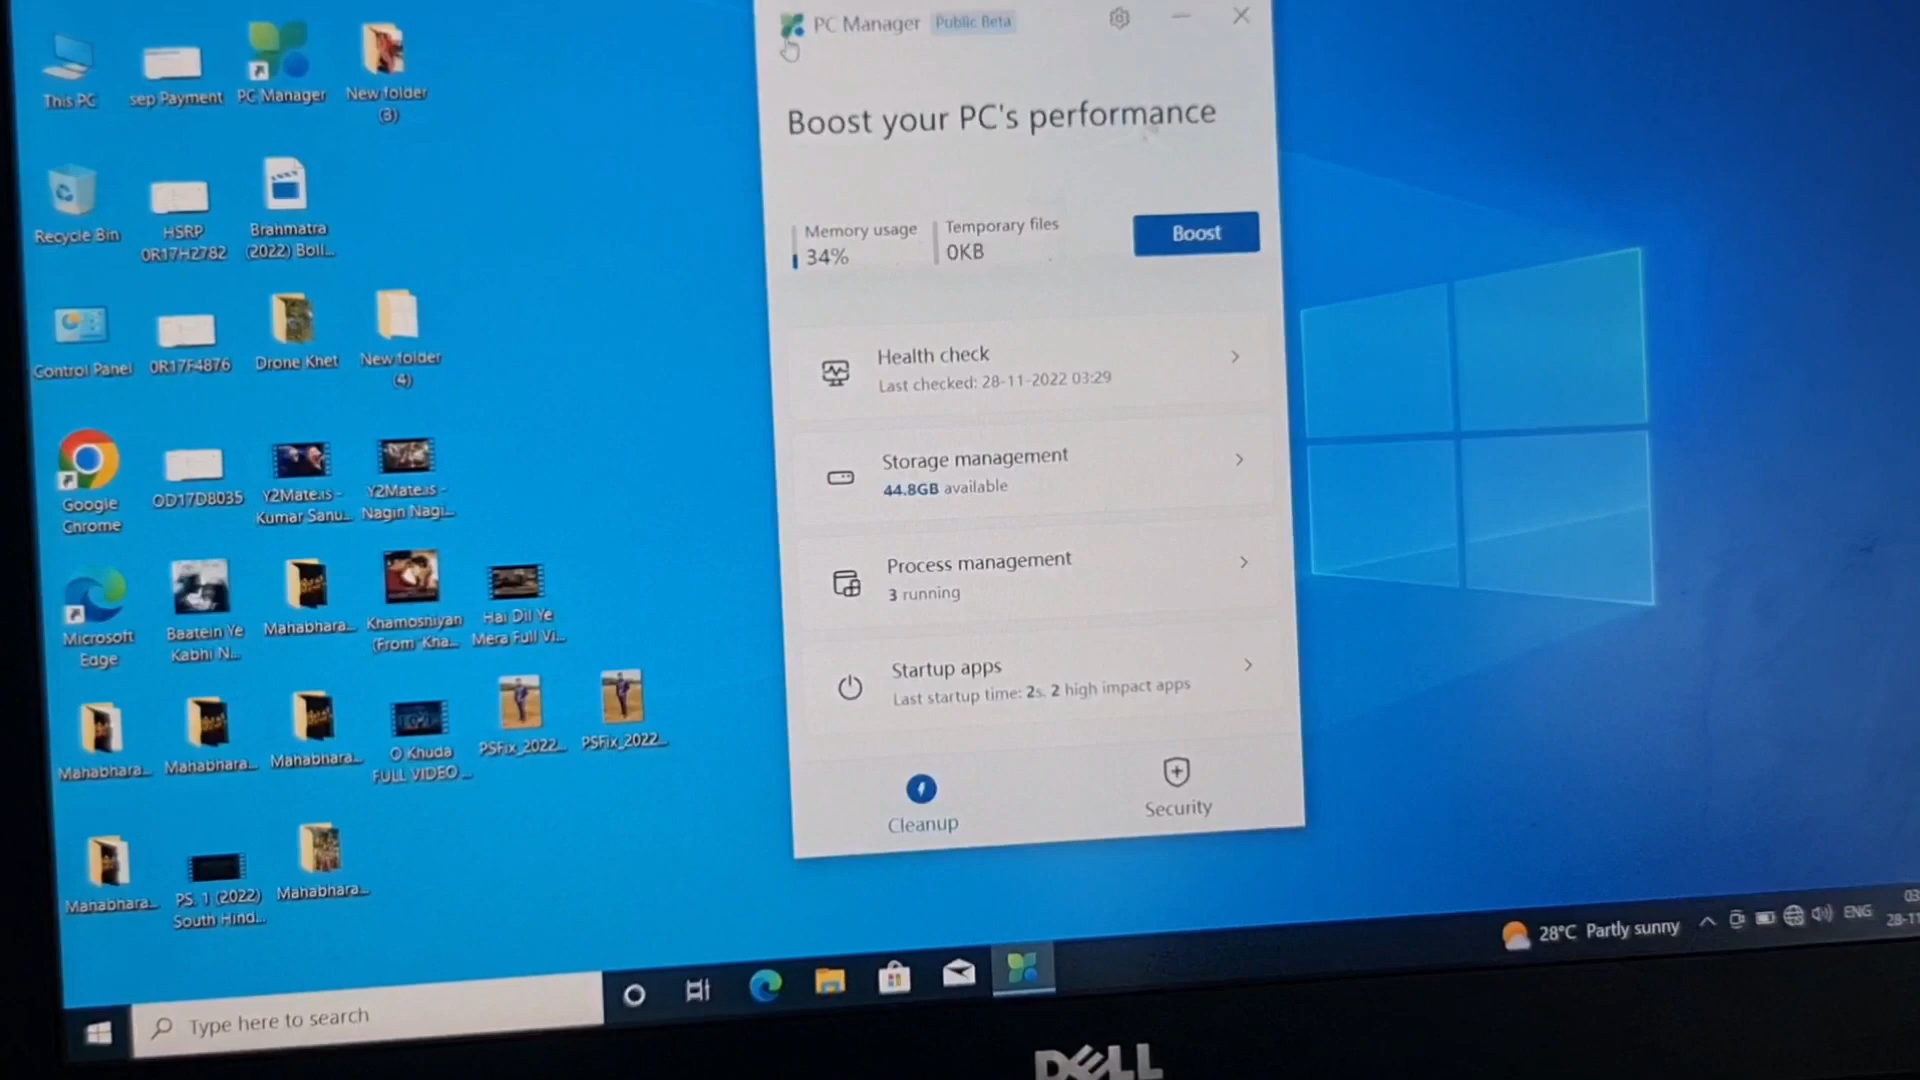 This PC
sep Payment
PC Manager
New folder
(3)
Recycle Bin
HSRP
0R17H2782
Brahmatra
(2022) Boll...
Control Panel
0R17F4876
Drone Khet
New folder
(4)
Google
Chrome
OD17D8035
Y2Mate.is -
Kumar Sanu...
Y2Mate.is -
Nagin Nagi...
Microsoft
Edge
Baatein Ye
Kabhi N...
Mahabhara...
Khamosniyan
(From Kha...
Hai Dil Ye
Mera Full Vi...
Mahabhara...
Mahabhara...
Mahabhara...
O Khuda
FULL VIDEO ...
PSFix_2022...
PSFix_2022...
Mahabhara...
PS. 1 (2022)
South Hind...
Mahabhara...
PC Manager Public Beta
Boost your PC's performance
Memory usage
34%
Temporary files
0KB
Boost
Health check
Last checked: 28-11-2022 03:29
Storage management
44.8GB available
Process management
3 running
Startup apps
Last startup time: 2s. 2 high impact apps
Cleanup
Security
Type here to search
28°C Partly sunny
ENG
03
28-11
DELL